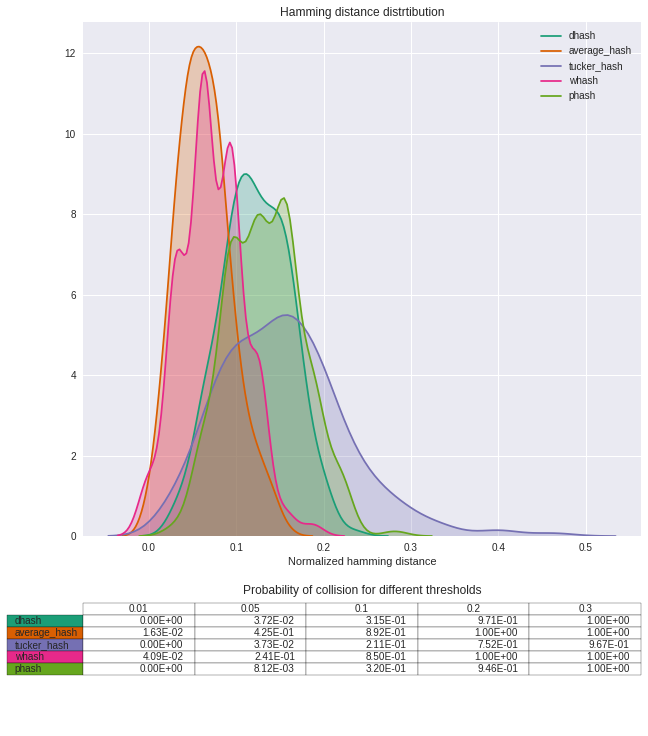 Hamming distance distrtibution
dhash
average_hash
tucker_hash
whash
phash
12
10
8
6
4
2
0
0.0 0.1 0.2 0.3 0.4 0.5
Normalized hamming distance
Probability of collision for different thresholds
0.01 0.05 0.1 0.2 0.3
dhash 0.00E+00 3.72E-02 3.15E-01 9.71E-01 1.00E+00
average_hash 1.63E-02 4.25E-01 8.92E-01 1.00E+00 1.00E+00
tucker_hash 0.00E+00 3.73E-02 2.11E-01 7.52E-01 9.67E-01
whash 4.09E-02 2.41E-01 8.50E-01 1.00E+00 1.00E+00
phash 0.00E+00 8.12E-03 3.20E-01 9.46E-01 1.00E+00